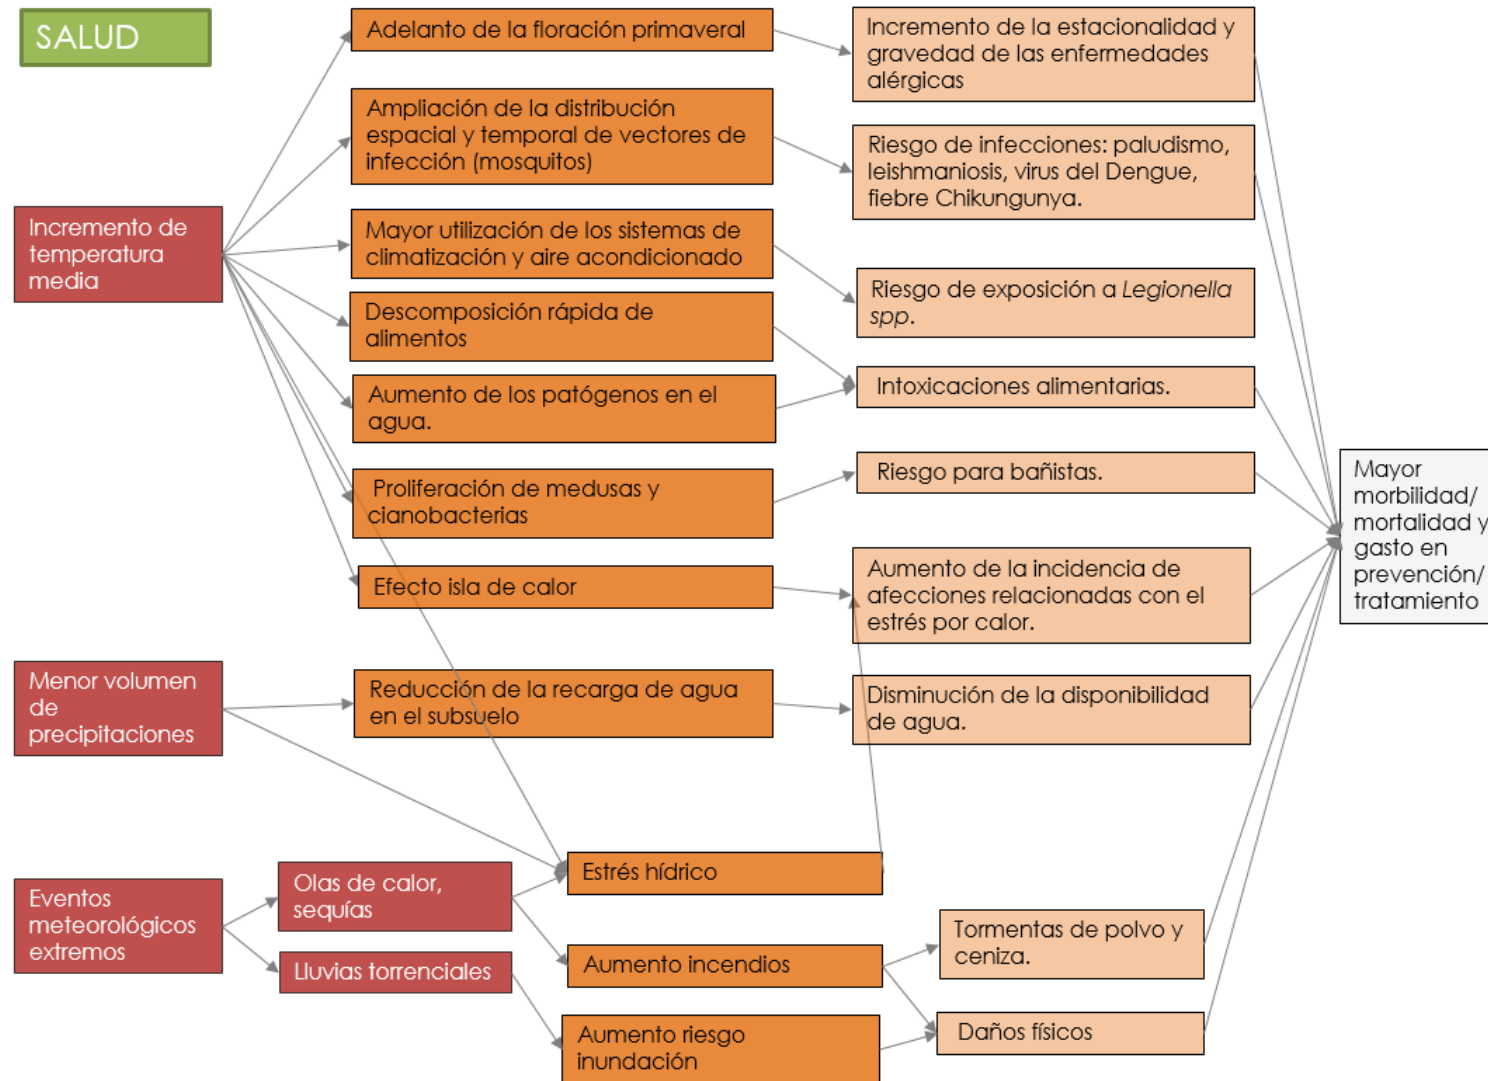 SALUD
Adelanto de la floración primaveral
Incremento de la estacionalidad y
gravedad de las enfermedades
alérgicas
Ampliación de la distribución
espacial y temporal de vectores de
infección (mosquitos)
Riesgo de infecciones: paludismo,
leishmaniosis, virus del Dengue,
fiebre Chikungunya.
Incremento de
temperatura
media
Mayor utilización de los sistemas de
climatización y aire acondicionado
Riesgo de exposición a Legionella
spp.
Descomposición rápida de
alimentos
Intoxicaciones alimentarias.
Aumento de los patógenos en el
agua.
Proliferación de medusas y
cianobacterias
Riesgo para bañistas.
Mayor
morbilidad/
mortalidad y
gasto en
prevención/
tratamiento
Efecto isla de calor
Aumento de la incidencia de
afecciones relacionadas con el
estrés por calor.
Menor volumen
de
precipitaciones
Reducción de la recarga de agua
en el subsuelo
Disminución de la disponibilidad
de agua.
Eventos
meteorológicos
extremos
Olas de calor,
sequías
Estrés hídrico
Lluvias torrenciales
Aumento incendios
Tormentas de polvo y
ceniza.
Aumento riesgo
inundación
Daños físicos